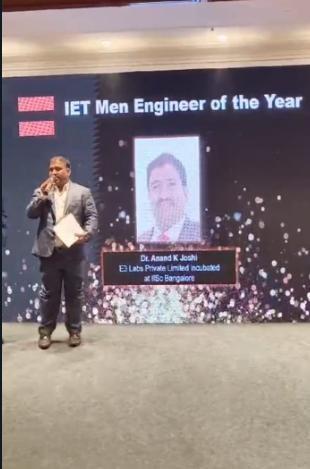 IET Men Engineer of the Year
Dr. Anand K Joshi
E3 Labs Private Limited incubated
at IISc Bangalore